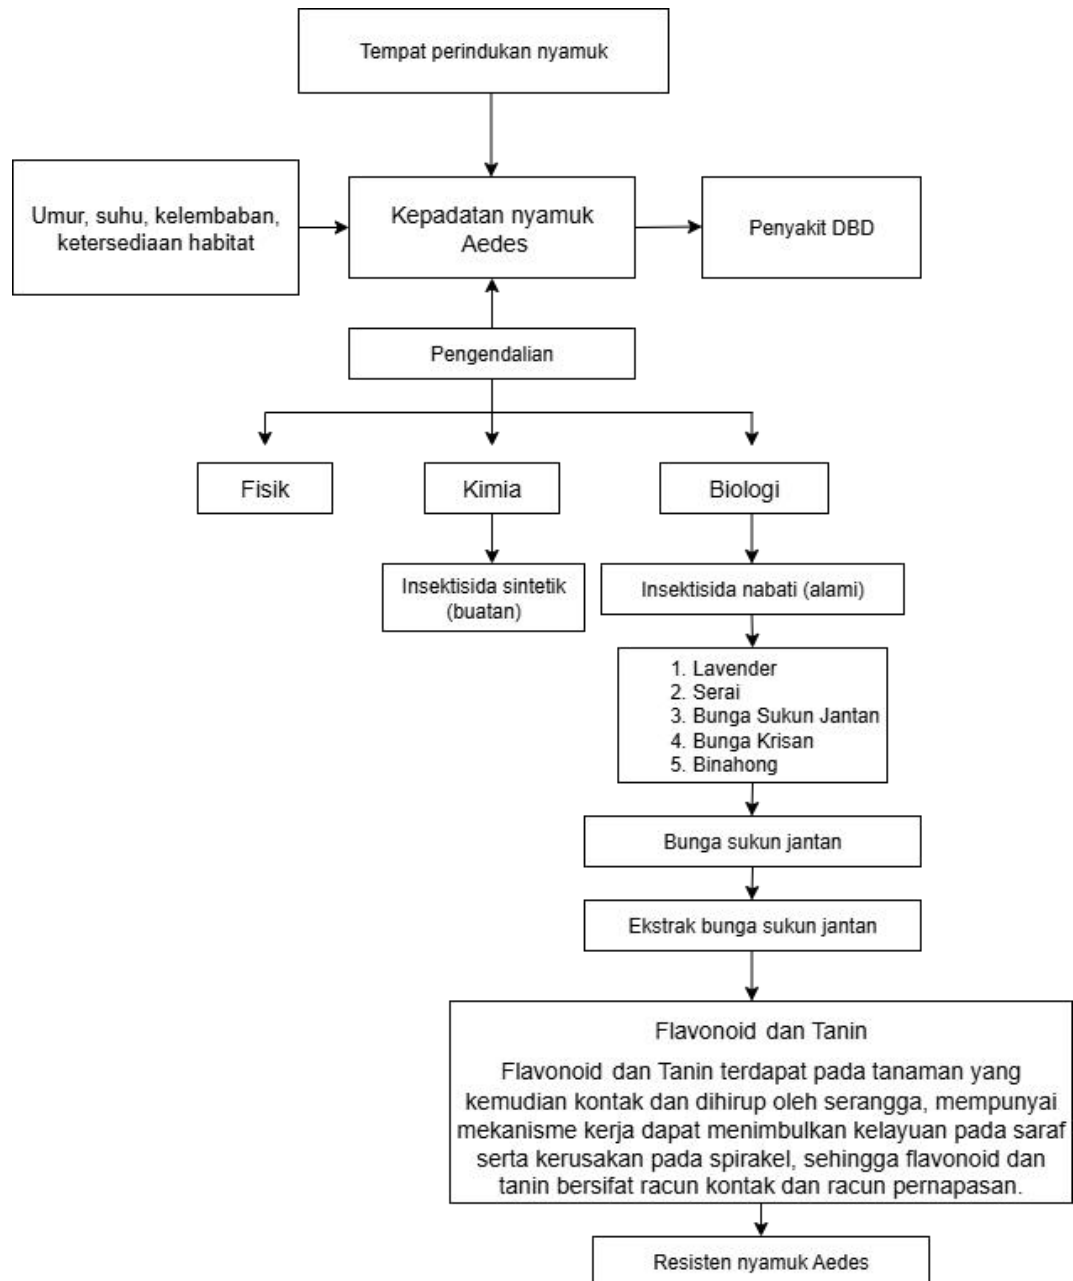 Tempat perindukan nyamuk
Umur, suhu, kelembaban,
ketersediaan habitat
Kepadatan nyamuk
Aedes
Penyakit DBD
Pengendalian
Fisik
Kimia
Biologi
Insektisida sintetik
(buatan)
Insektisida nabati (alami)
1. Lavender
2. Serai
3. Bunga Sukun Jantan
4. Bunga Krisan
5. Binahong
Bunga sukun jantan
Ekstrak bunga sukun jantan
Flavonoid dan Tanin
Flavonoid dan Tanin terdapat pada tanaman yang
kemudian kontak dan dihirup oleh serangga, mempunyai
mekanisme kerja dapat menimbulkan kelayuan pada saraf
serta kerusakan pada spirakel, sehingga flavonoid dan
tanin bersifat racun kontak dan racun pernapasan.
Resisten nyamuk Aedes